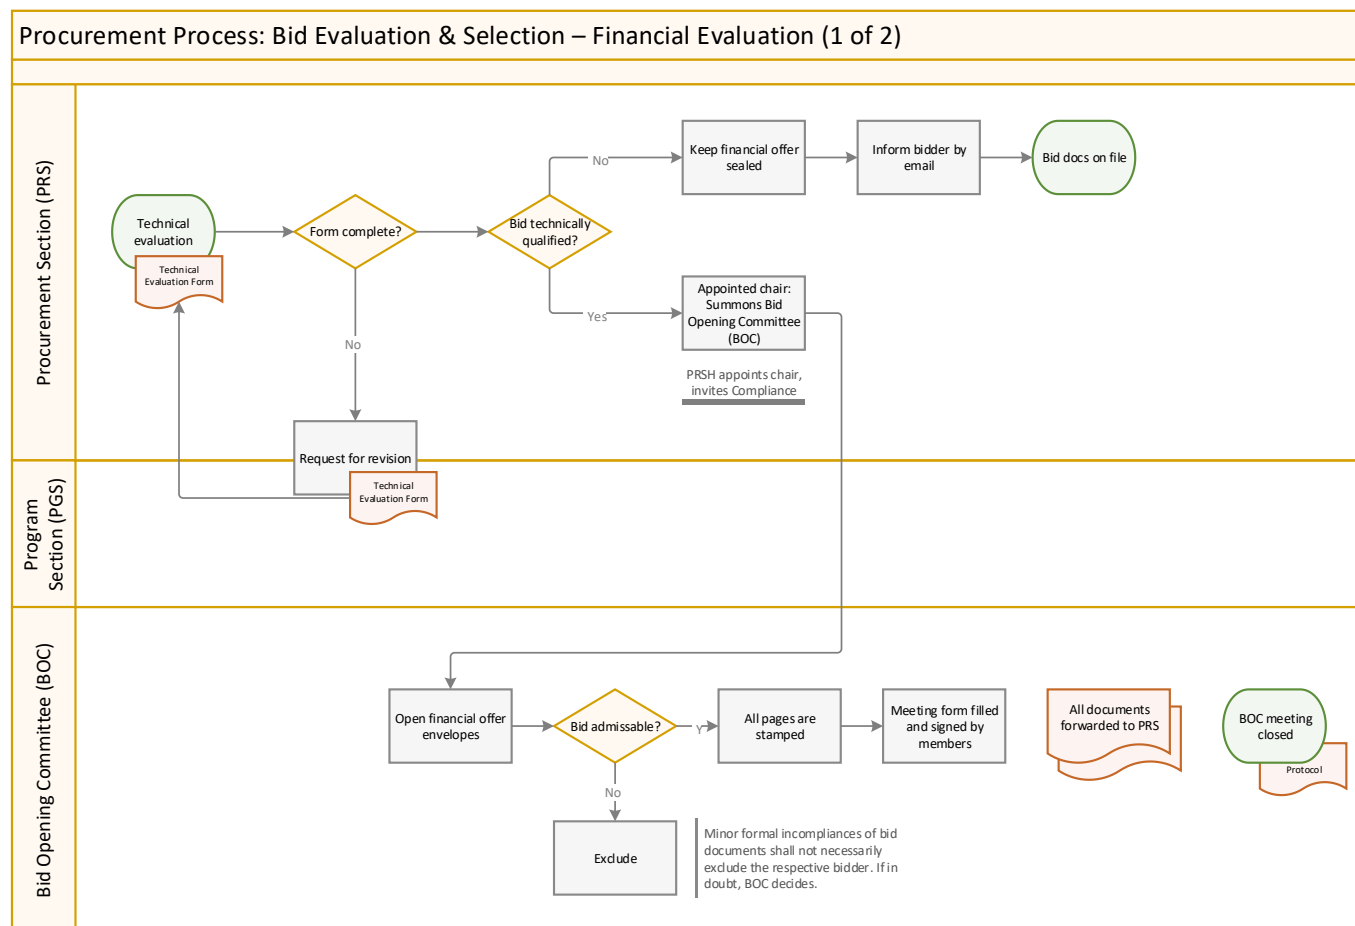 Procurement Process: Bid Evaluation & Selection – Financial Evaluation (1 of 2)
Procurement Section (PRS)
Technical
evaluation
Technical
Evaluation Form
Form complete?
No
Request for revision
Technical
Evaluation Form
Bid technically
qualified?
No
Keep financial offer
sealed
Inform bidder by
email
Bid docs on file
Yes
Appointed chair:
Summons Bid
Opening Committee
(BOC)
PRSH appoints chair,
invites Compliance
Program
Section (PGS)
Bid Opening Committee (BOC)
Open financial offer
envelopes
Bid admissable?
Y
All pages are
stamped
Meeting form filled
and signed by
members
All documents
forwarded to PRS
BOC meeting
closed
Protocol
No
Exclude
Minor formal incompliances of bid
documents shall not necessarily
exclude the respective bidder. If in
doubt, BOC decides.